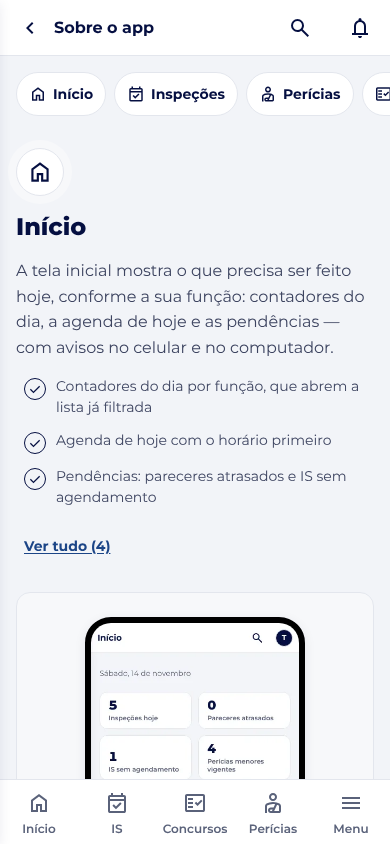 Sobre o app
Início
Inspeções
Perícias
Início
A tela inicial mostra o que precisa ser feito
hoje, conforme a sua função: contadores do
dia, a agenda de hoje e as pendências —
com avisos no celular e no computador.
Contadores do dia por função, que abrem a
lista já filtrada
Agenda de hoje com o horário primeiro
Pendências: pareceres atrasados e IS sem
agendamento
Ver tudo (4)
Início
T
Sábado, 14 de novembro
5
Inspeções hoje
0
Pareceres atrasados
1
IS sem agendamento
4
Perícias menores
vigentes
Início
IS
Concursos
Perícias
Menu